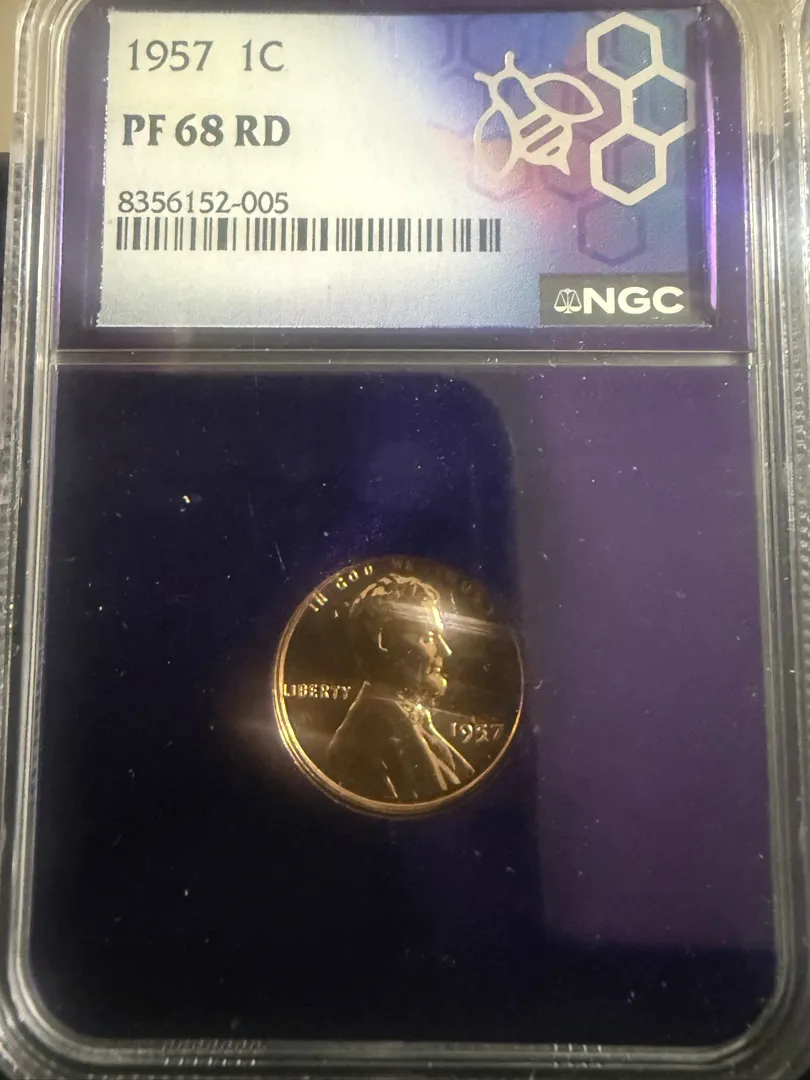 1957 1C
PF 68 RD
8356152-005
NGC
IN GOD WE TRUST
LIBERTY
1957